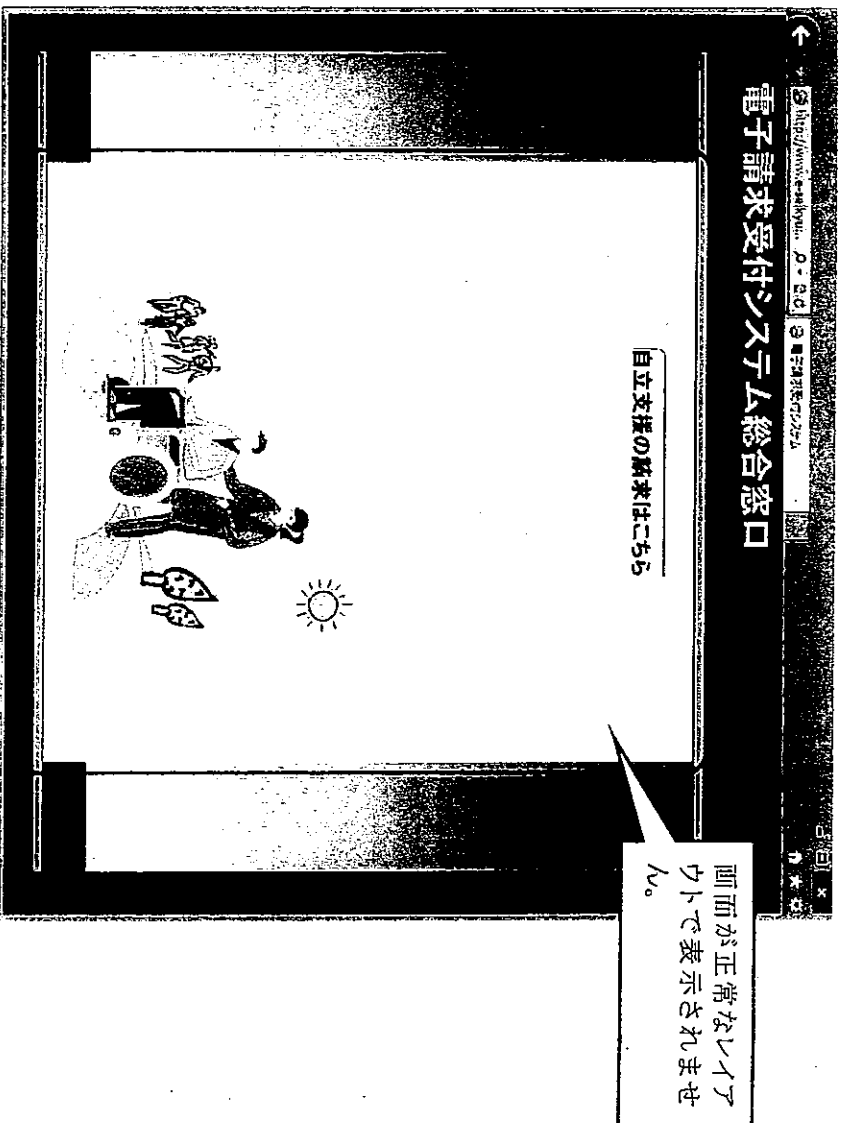 電子請求受付システム総合窓口
自立支援の請求はこちら
画面が正常なレイア
ウトで表示されませ
ん。